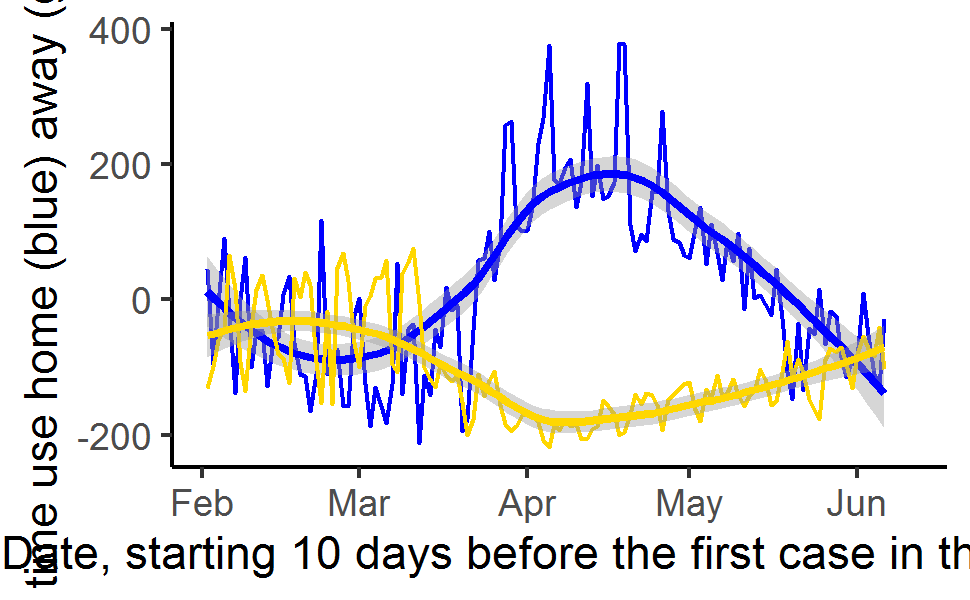 time use home (blue) away (
400
200
0
-200
Feb Mar Apr May Jun
Date, starting 10 days before the first case in th